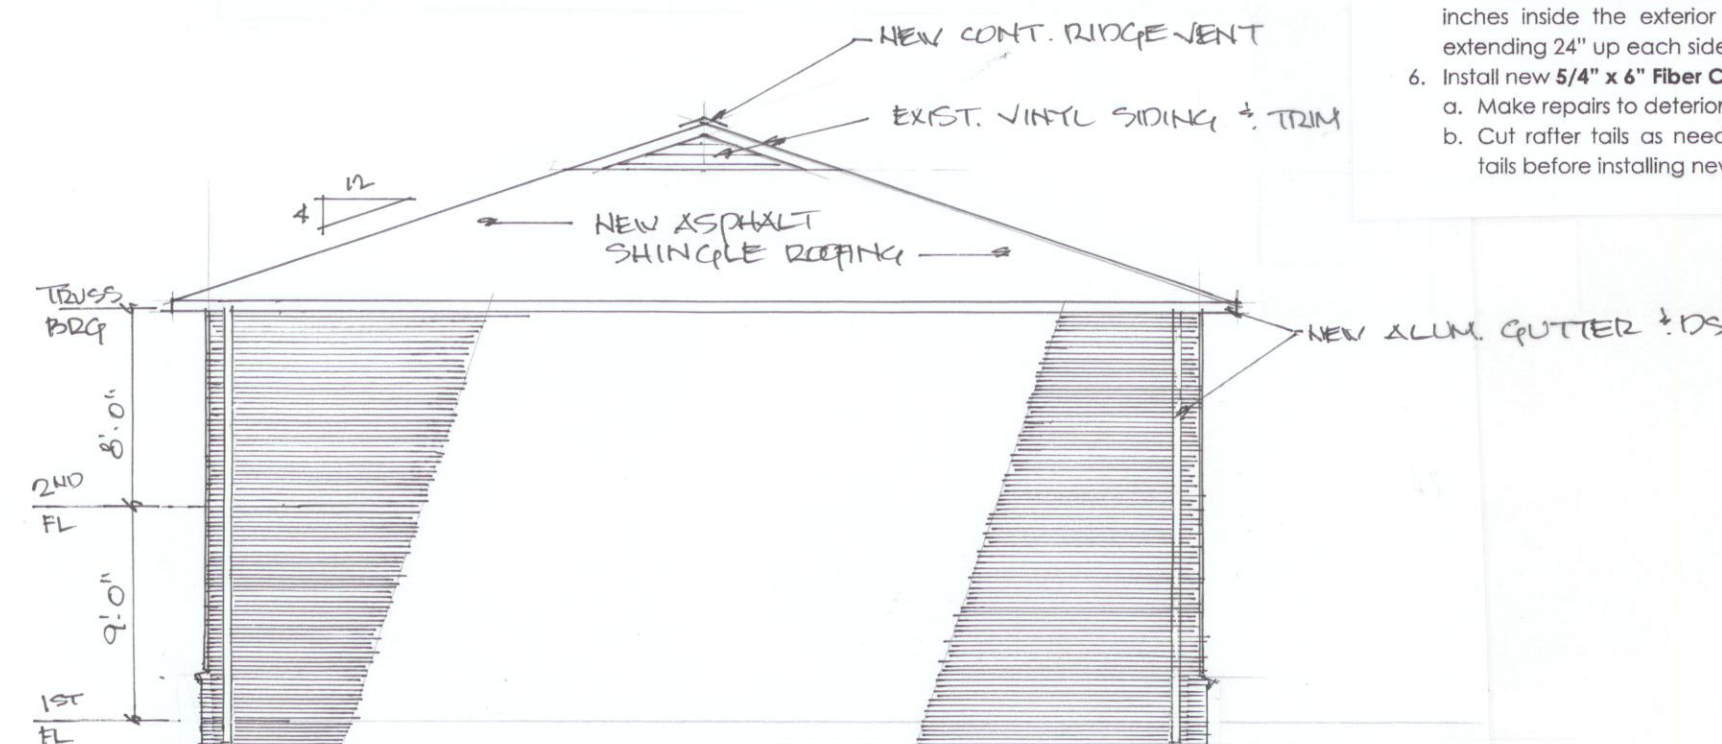 NEW CONT. RIDGE VENT
EXIST. VINYL SIDING & TRIM
12
4
NEW ASPHALT
SHINGLE ROOFING
TRUSS
BRG
NEW ALUM. GUTTER & DS
8'-0"
2ND
FL
9'-0"
1ST
FL
inches inside the exterior
extending 24" up each side
6. Install new 5/4" x 6" Fiber C
a. Make repairs to deterior
b. Cut rafter tails as need
tails before installing new